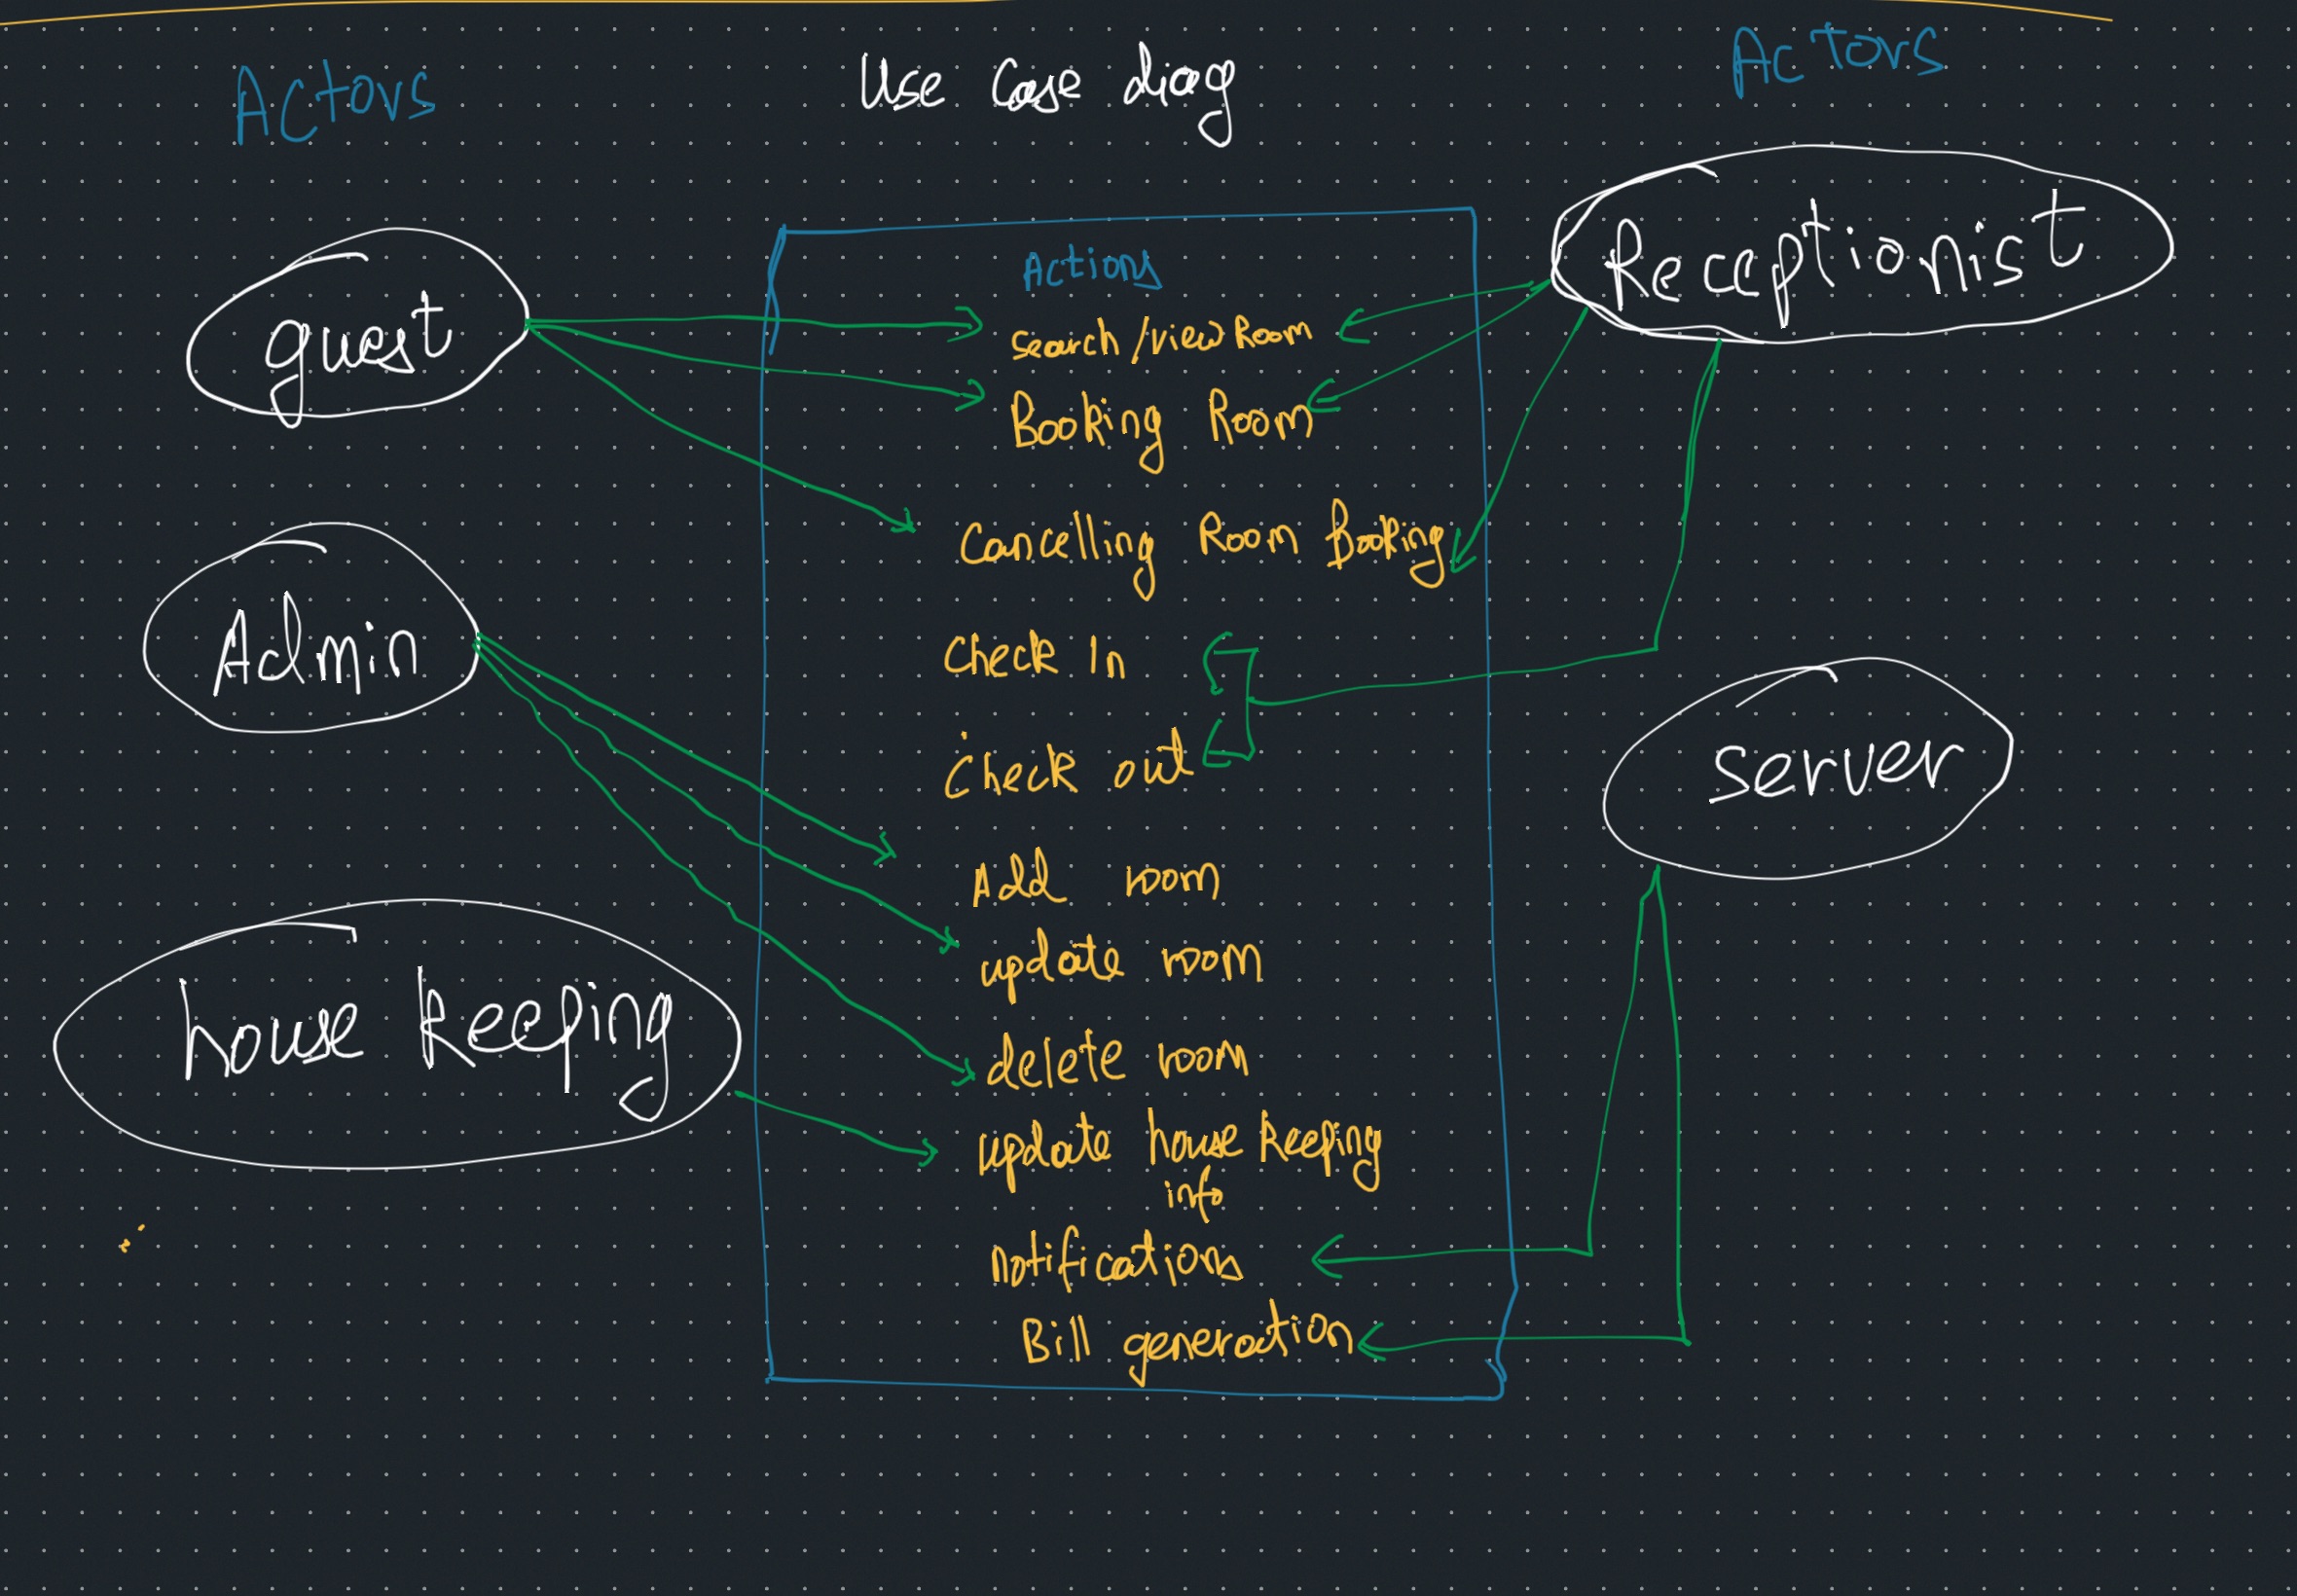 Use Case diag
Actors
Actors
guest
Admin
house keeping
Actions
Search/view Room
Booking Room
Cancelling Room Booking
Check In
Check out
Add room
update room
delete room
Update house keeping
info
Notifications
Bill generation
Receptionist
Server